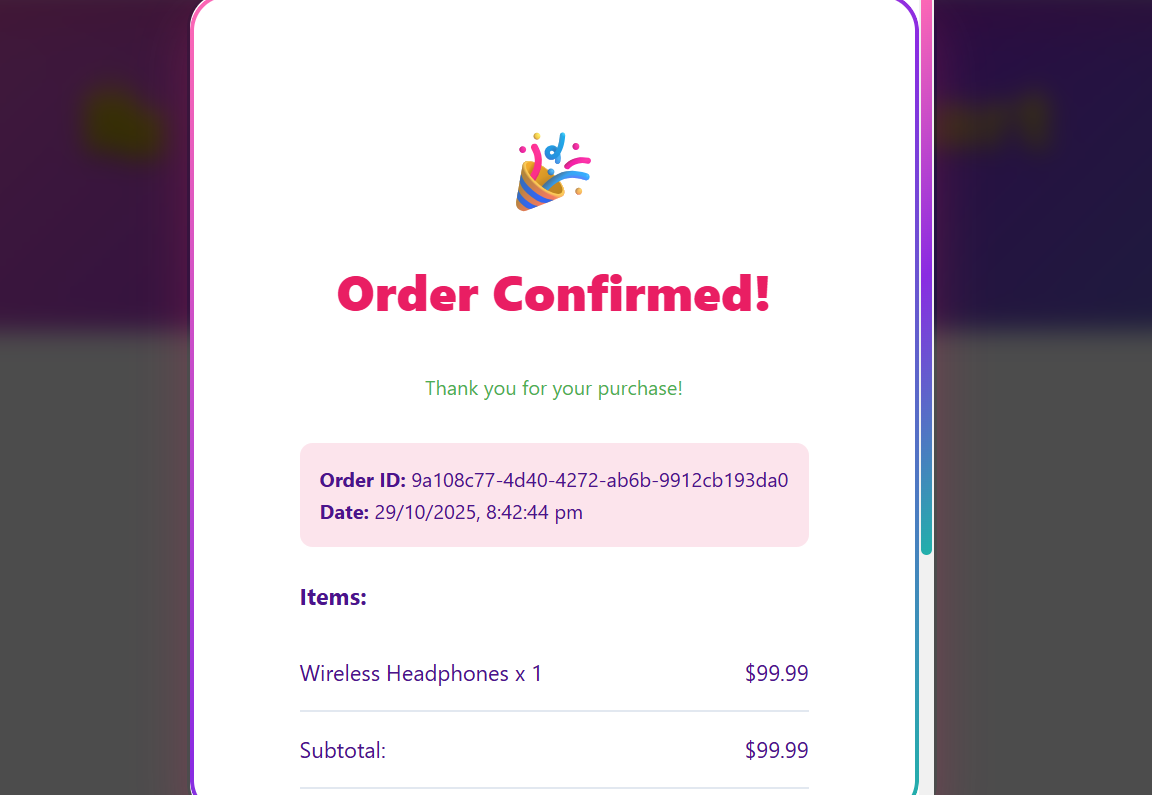 Order Confirmed!
Thank you for your purchase!
Order ID: 9a108c77-4d40-4272-ab6b-9912cb193da0
Date: 29/10/2025, 8:42:44 pm
Items:
Wireless Headphones x 1 $99.99
Subtotal: $99.99